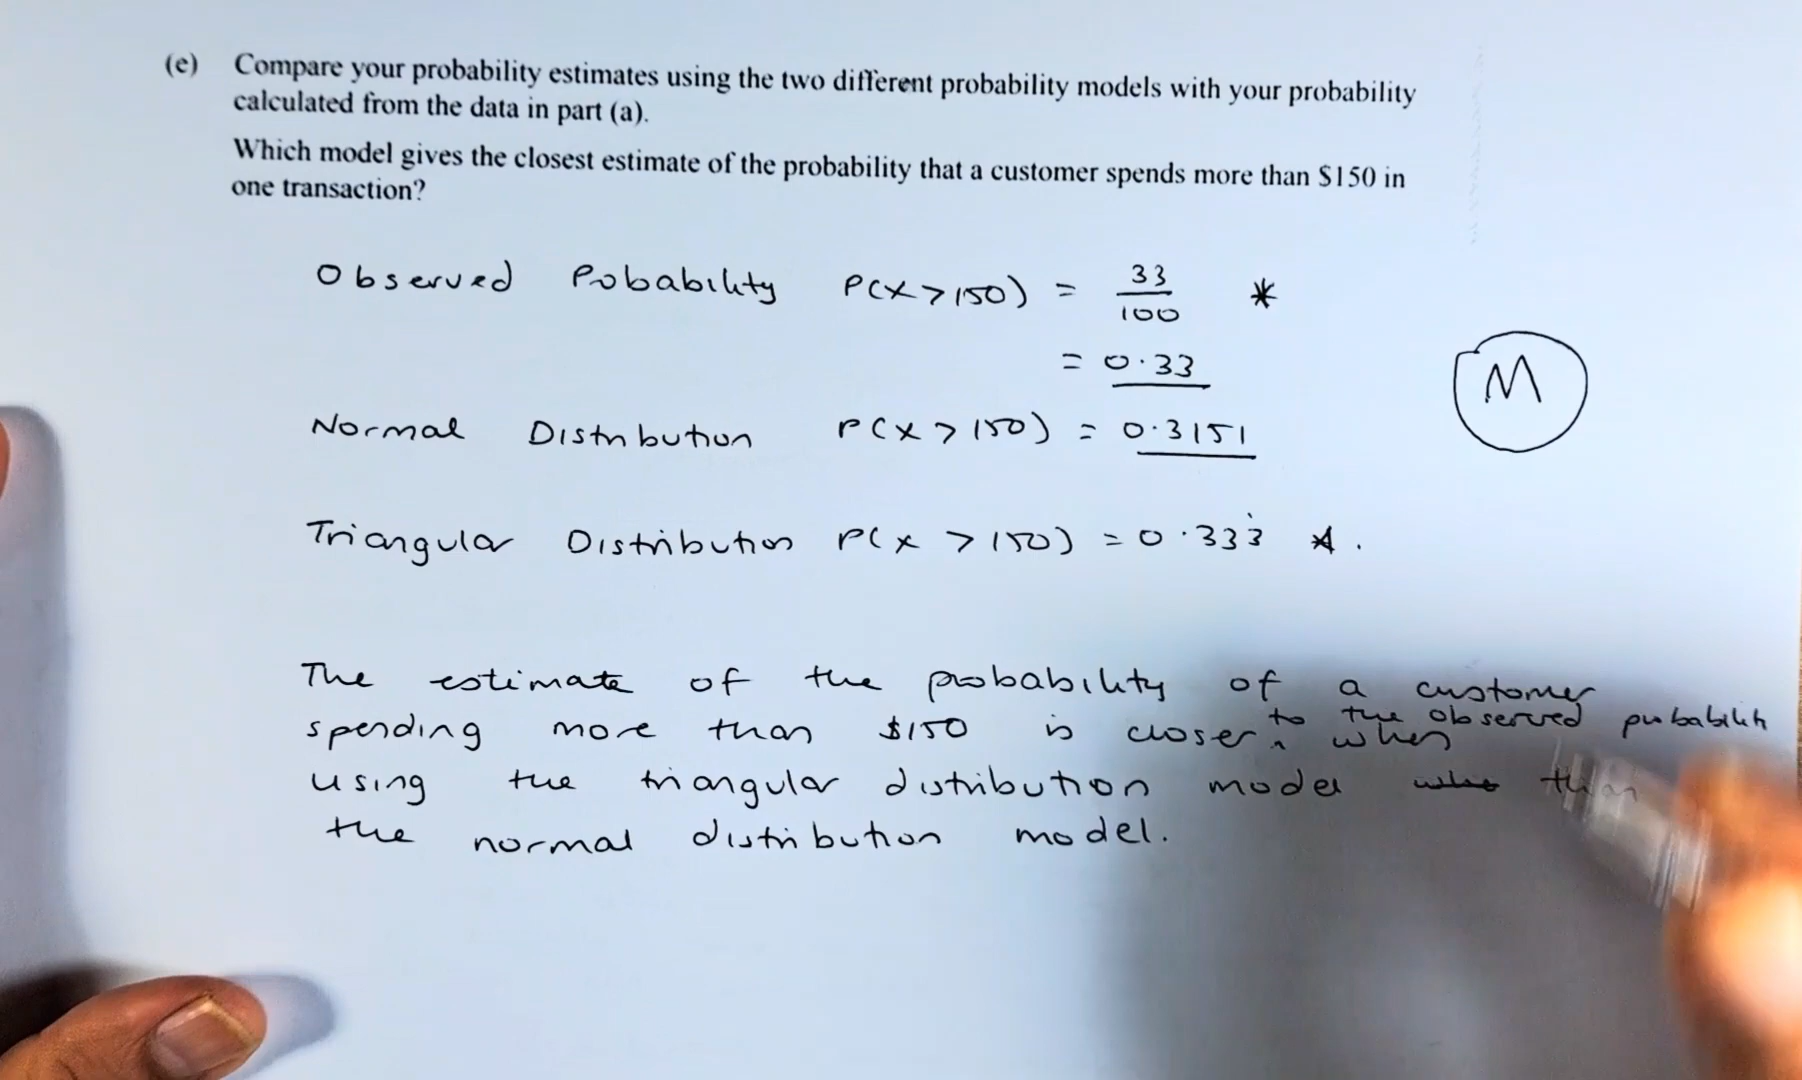 (e) Compare your probability estimates using the two different probability models with your probability
calculated from the data in part (a).
Which model gives the closest estimate of the probability that a customer spends more than $150 in
one transaction?
Observed Pobability P(X>150) = 33/100 *
= 0.33
M
Normal Distribution P(X > 150) = 0.3151
Triangular Distribution P(X > 150) = 0.333̇ *.
The estimate of the probability of a customer
spending more than $150 is closer ^ to the observed probability when
using the triangular distribution model than
the normal distribution model.